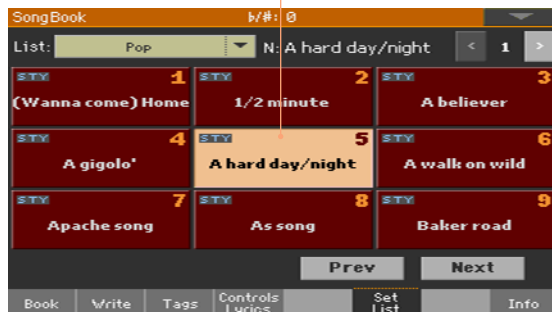 SongBook ♭/#: 0
List: Pop N: A hard day/night < 1 >
STY 1 STY 2 STY 3
(Wanna come) Home 1/2 minute A believer
STY 4 STY 5 STY 6
A gigolo' A hard day/night A walk on wild
STY 7 STY 8 STY 9
Apache song As song Baker road
Prev Next
Book Write Tags Controls Lyrics Set List Info